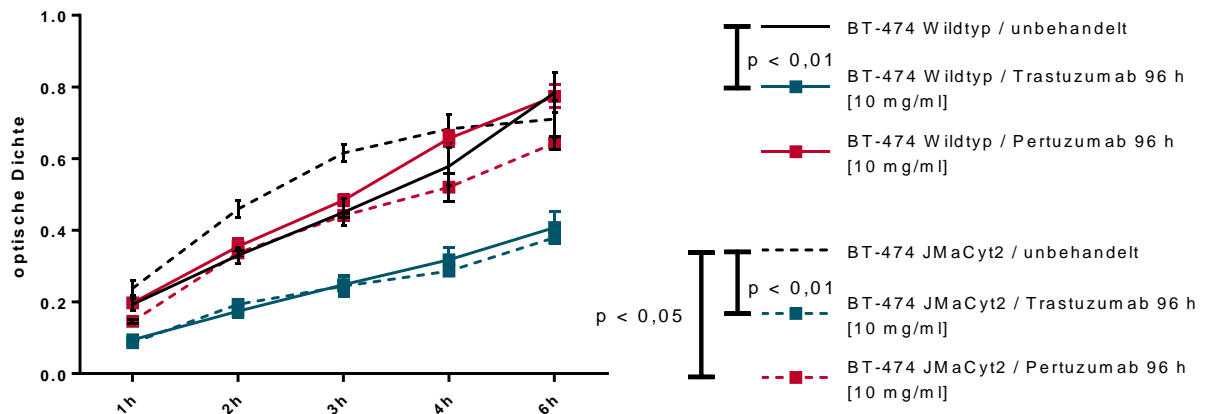 1.0
0.8
0.6
0.4
0.2
0.0
optische Dichte
1h
2h
3h
4h
6h
BT-474 Wildtyp / unbehandelt
p < 0,01
BT-474 Wildtyp / Trastuzumab 96 h
[10 mg/ml]
BT-474 Wildtyp / Pertuzumab 96 h
[10 mg/ml]
BT-474 JMaCyt2 / unbehandelt
p < 0,01
p < 0,05
BT-474 JMaCyt2 / Trastuzumab 96 h
[10 mg/ml]
BT-474 JMaCyt2 / Pertuzumab 96 h
[10 mg/ml]